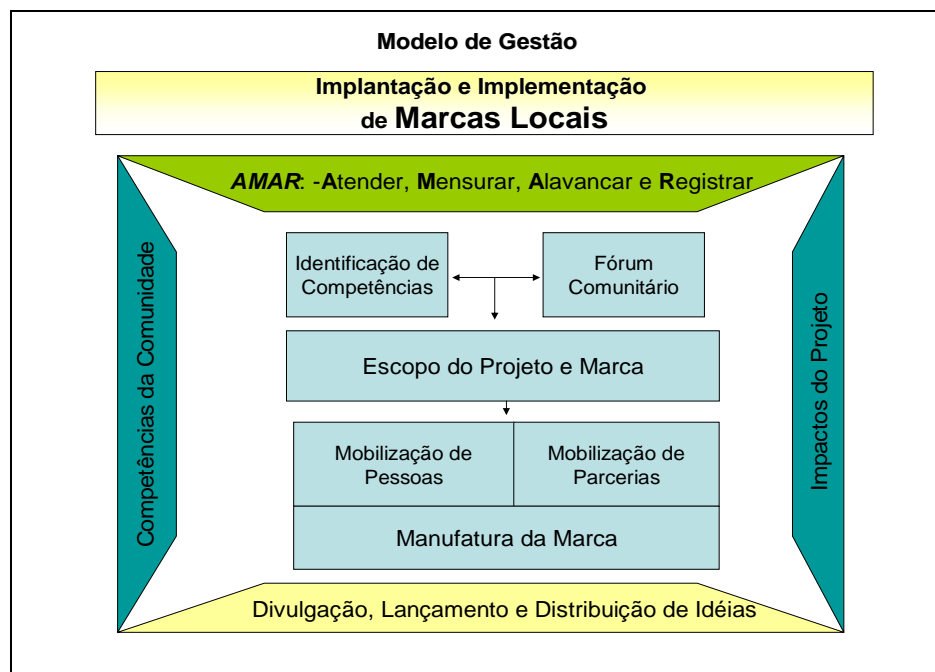 Modelo de Gestão
Implantação e Implementação
de Marcas Locais
AMAR: -Atender, Mensurar, Alavancar e Registrar
Competências da Comunidade
Identificação de
Competências
Fórum
Comunitário
Escopo do Projeto e Marca
Mobilização de
Pessoas
Mobilização de
Parcerias
Manufatura da Marca
Impactos do Projeto
Divulgação, Lançamento e Distribuição de Idéias